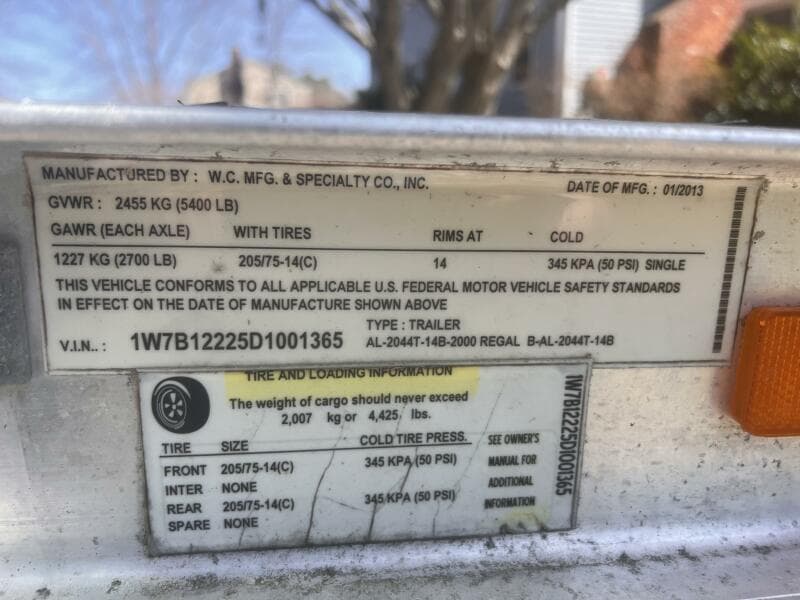 MANUFACTURED BY : W.C. MFG. & SPECIALTY CO., INC. DATE OF MFG. : 01/2013
GVWR : 2455 KG (5400 LB)
GAWR (EACH AXLE) WITH TIRES RIMS AT COLD
1227 KG (2700 LB) 205/75-14(C) 14 345 KPA (50 PSI) SINGLE
THIS VEHICLE CONFORMS TO ALL APPLICABLE U.S. FEDERAL MOTOR VEHICLE SAFETY STANDARDS
IN EFFECT ON THE DATE OF MANUFACTURE SHOWN ABOVE
TYPE : TRAILER
V.I.N.. : 1W7B12225D1001365 AL-2044T-14B-2000 REGAL B-AL-2044T-14B
TIRE AND LOADING INFORMATION
The weight of cargo should never exceed
2,007 kg or 4,425 lbs.
TIRE SIZE COLD TIRE PRESS. SEE OWNER'S
FRONT 205/75-14(C) 345 KPA (50 PSI) MANUAL FOR
INTER NONE ADDITIONAL
REAR 205/75-14(C) 345 KPA (50 PSI) INFORMATION
SPARE NONE
1W7B12225D1001365